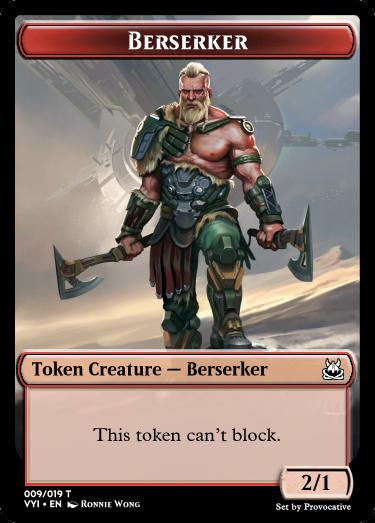 Berserker
Token Creature — Berserker
This token can't block.
2/1
009/019 T
VYI • EN Ronnie Wong
Set by Provocative